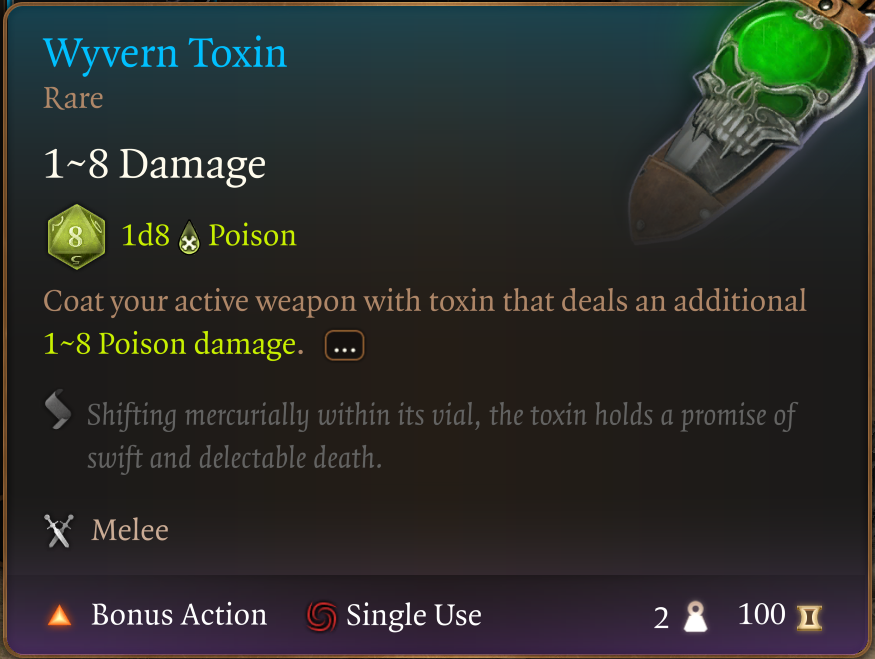 Wyvern Toxin
Rare
1~8 Damage
8 1d8 Poison
Coat your active weapon with toxin that deals an additional
1~8 Poison damage. ...
Shifting mercurially within its vial, the toxin holds a promise of
swift and delectable death.
Melee
Bonus Action Single Use 2 100